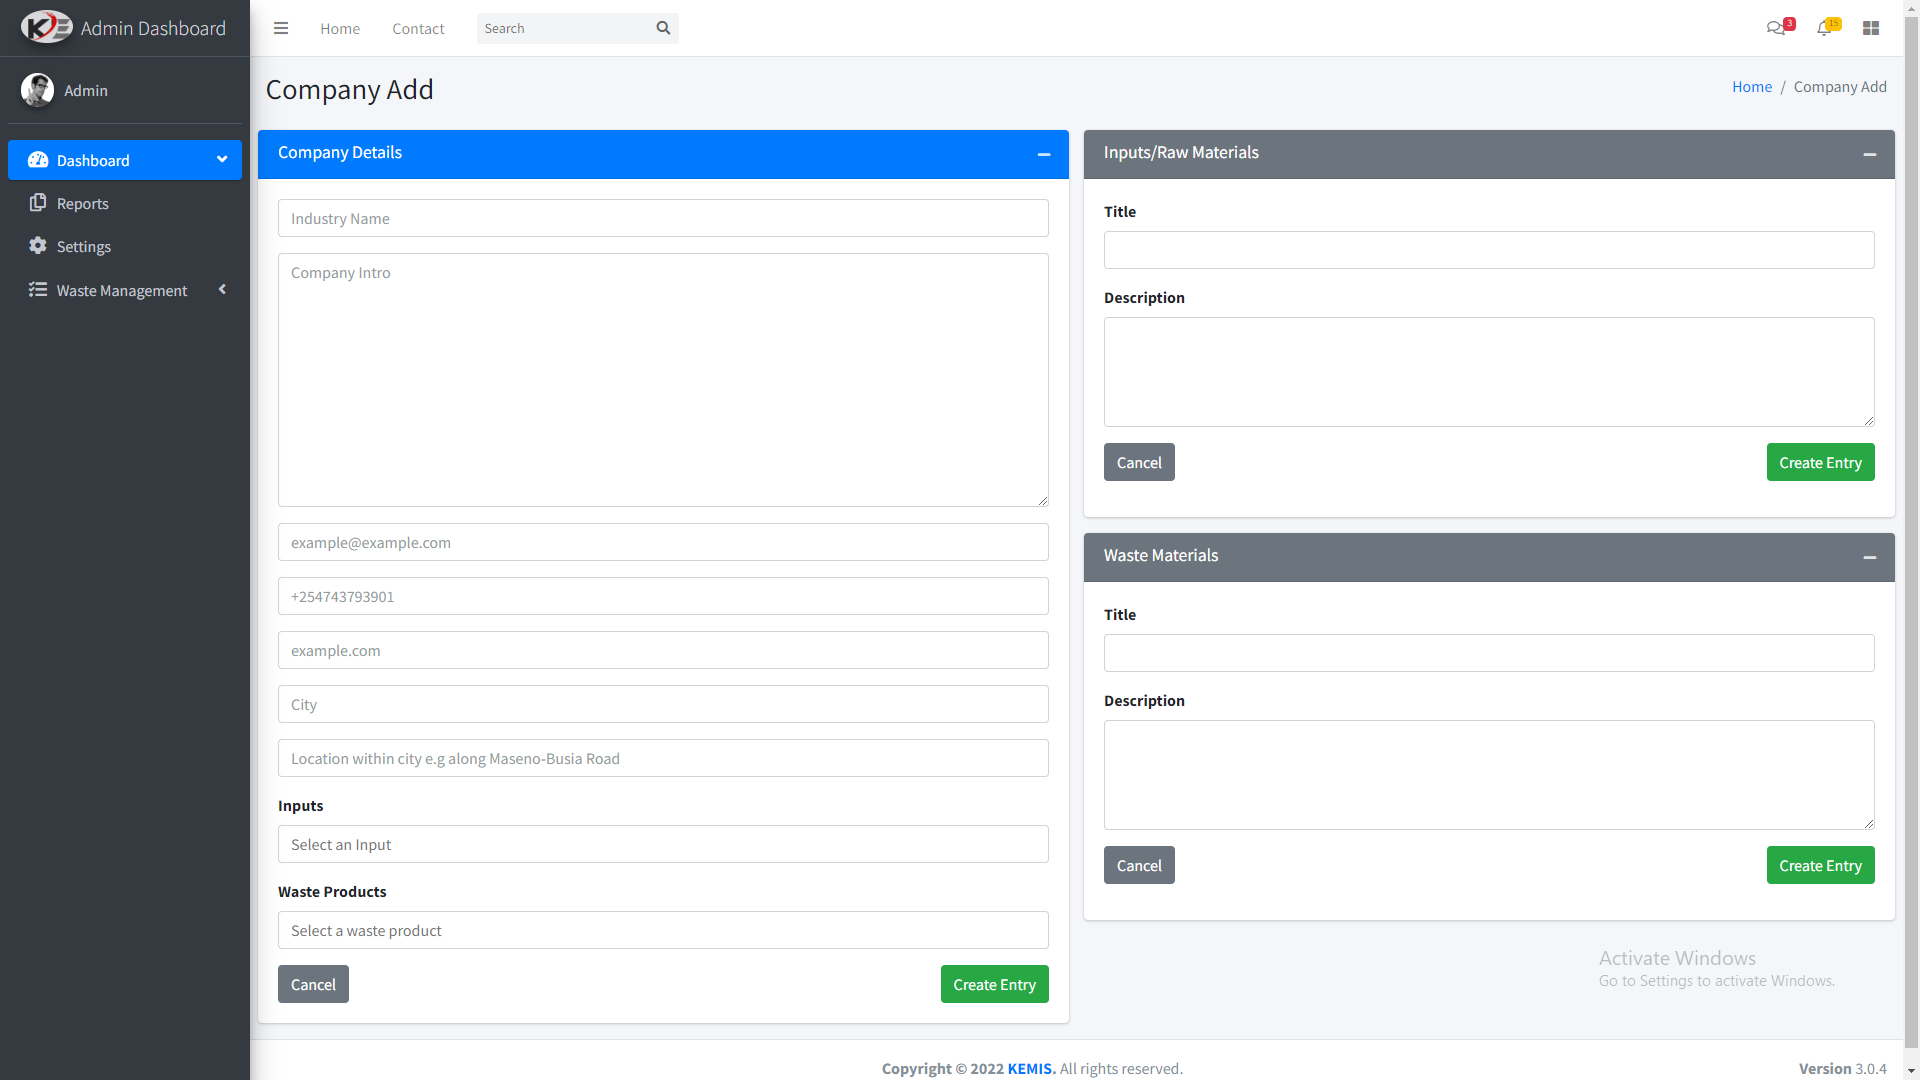 KE Admin Dashboard
Home
Contact
Search
3
15
Admin
Dashboard
Reports
Settings
Waste Management
Company Add
Home / Company Add
Company Details
Industry Name
Company Intro
example@example.com
+254743793901
example.com
City
Location within city e.g along Maseno-Busia Road
Inputs
Select an Input
Waste Products
Select a waste product
Cancel
Create Entry
Inputs/Raw Materials
Title
Description
Cancel
Create Entry
Waste Materials
Title
Description
Cancel
Create Entry
Activate Windows
Go to Settings to activate Windows.
Copyright © 2022 KEMIS. All rights reserved.
Version 3.0.4